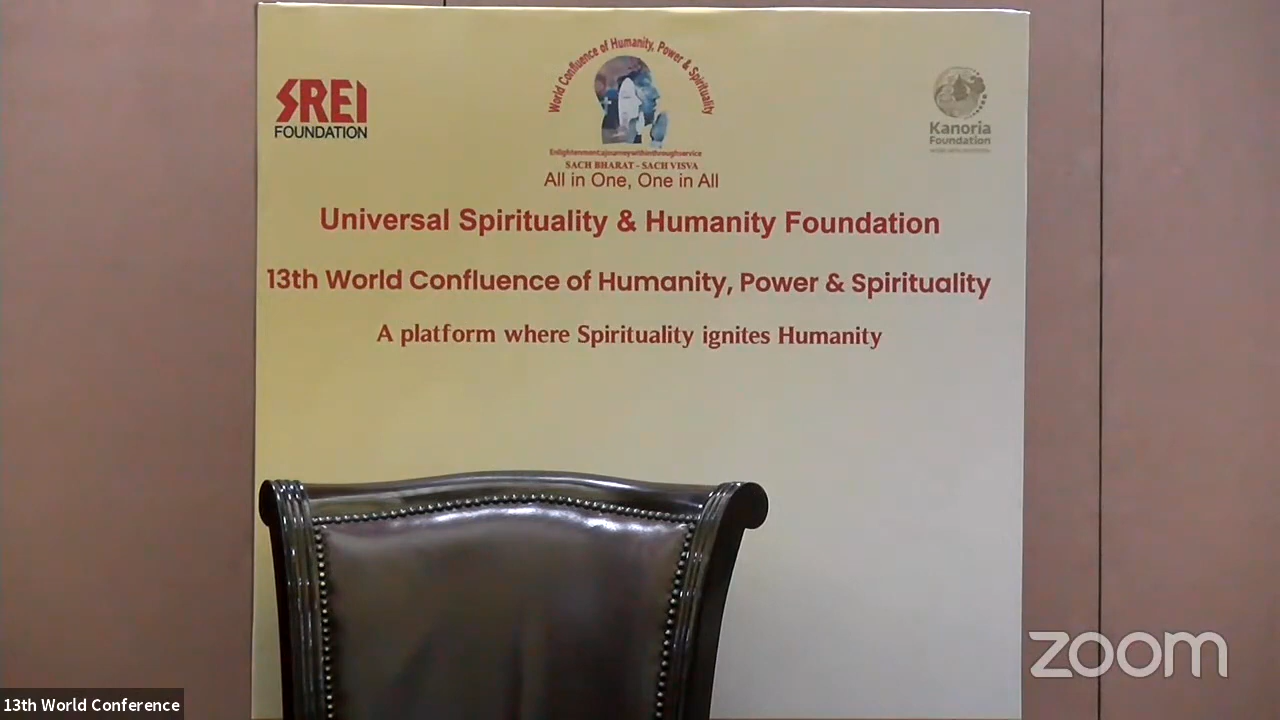 SREI
FOUNDATION
World Confluence of Humanity, Power & Spirituality
Enlightenment:ajourneywithinthroughservice
SACH BHARAT - SACH VISVA
All in One, One in All
Kanoria
Foundation
Universal Spirituality & Humanity Foundation
13th World Confluence of Humanity, Power & Spirituality
A platform where Spirituality ignites Humanity
zoom
13th World Conference